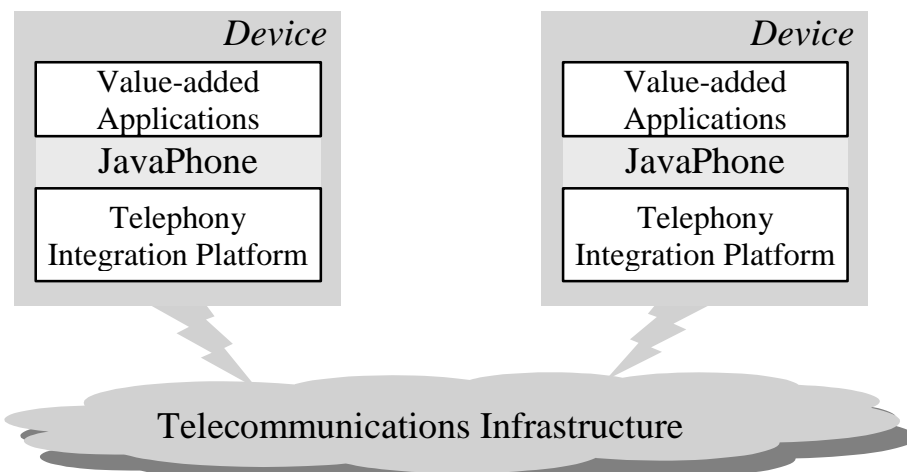 Device
Value-added
Applications
JavaPhone
Telephony
Integration Platform
Device
Value-added
Applications
JavaPhone
Telephony
Integration Platform
Telecommunications Infrastructure